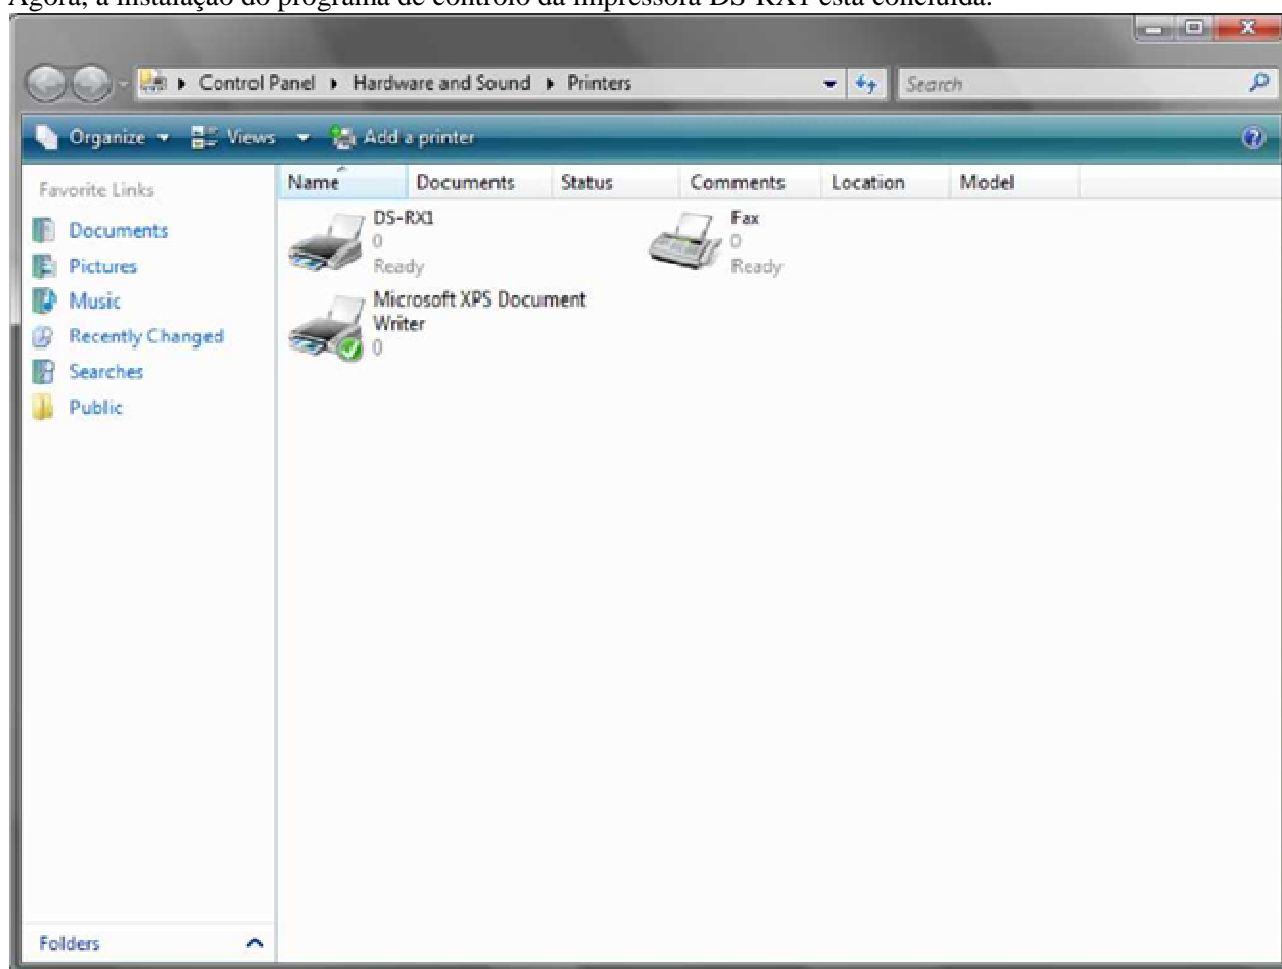 Agora, a instalação do programa de controlo da impressora DS-RX1 está concluída.
Control Panel Hardware and Sound Printers
Search
Organize Views Add a printer
Favorite Links
Documents
Pictures
Music
Recently Changed
Searches
Public
Folders
Name Documents Status Comments Location Model
DS-RX1
0
Ready
Fax
0
Ready
Microsoft XPS Document
Writer
0